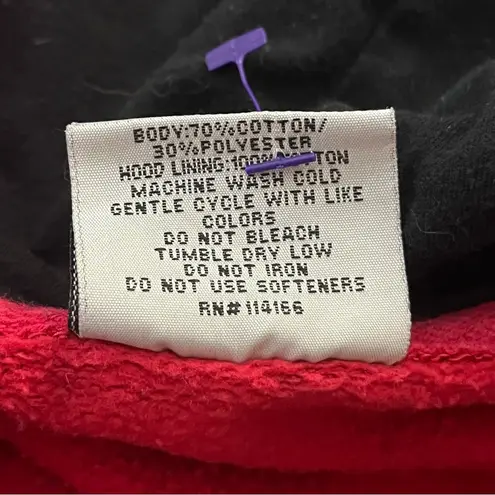 BODY:70%COTTON/
30%POLYESTER
HOOD LINING:100% COTTON
MACHINE WASH COLD
GENTLE CYCLE WITH LIKE
COLORS
DO NOT BLEACH
TUMBLE DRY LOW
DO NOT IRON
DO NOT USE SOFTENERS
RN# 114166